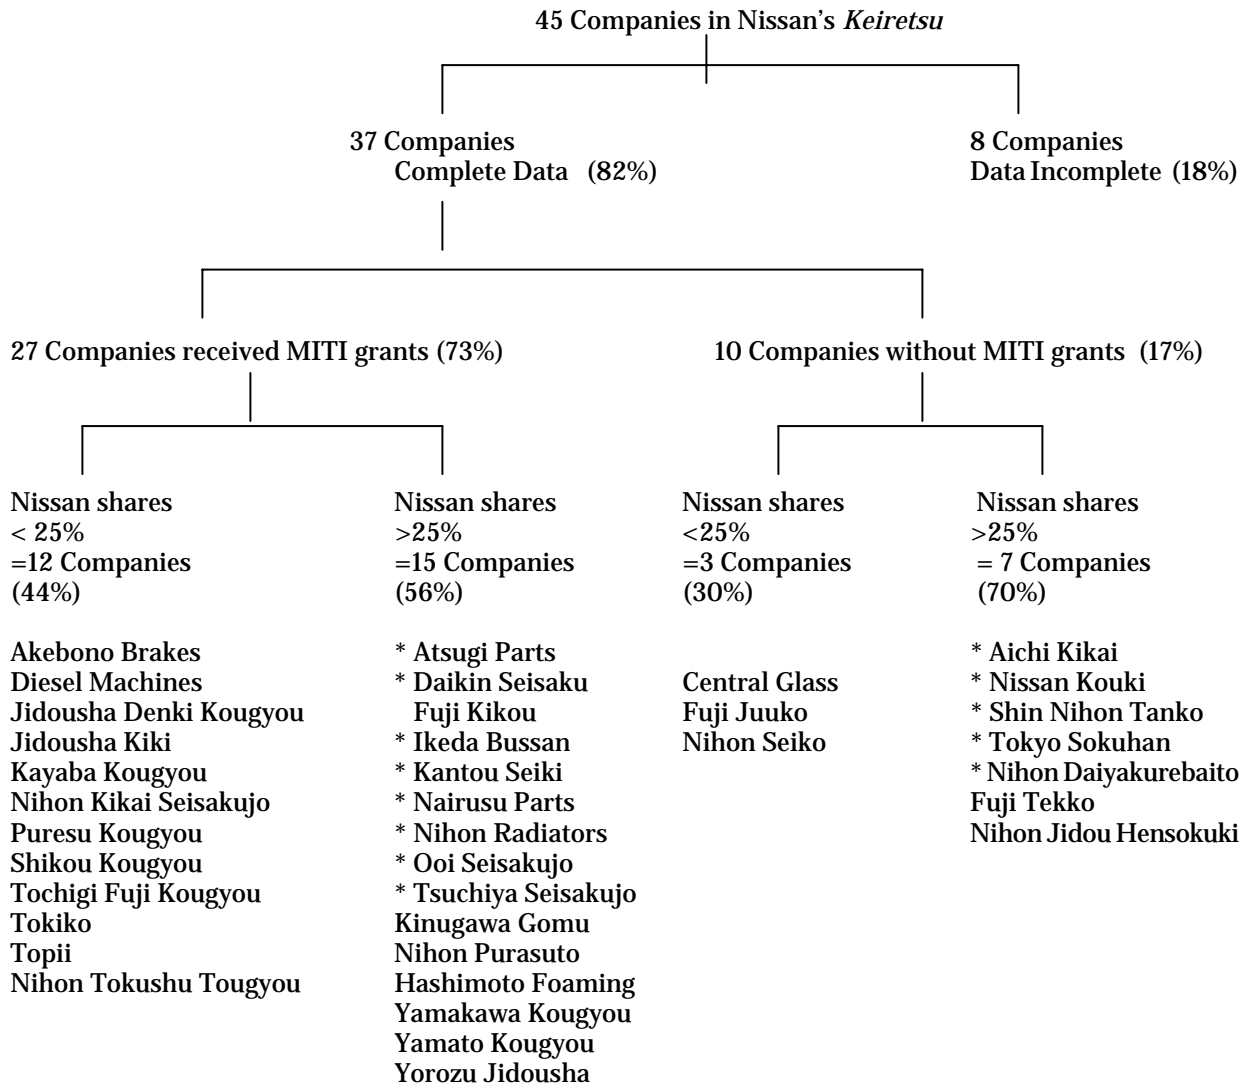 45 Companies in Nissan's Keiretsu
37 Companies
Complete Data (82%)
8 Companies
Data Incomplete (18%)
27 Companies received MITI grants (73%)
10 Companies without MITI grants (17%)
Nissan shares
< 25%
=12 Companies
(44%)
Akebono Brakes
Diesel Machines
Jidousha Denki Kougyou
Jidousha Kiki
Kayaba Kougyou
Nihon Kikai Seisakujo
Puresu Kougyou
Shikou Kougyou
Tochigi Fuji Kougyou
Tokiko
Topii
Nihon Tokushu Tougyou
Nissan shares
>25%
=15 Companies
(56%)
* Atsugi Parts
* Daikin Seisaku
Fuji Kikou
* Ikeda Bussan
* Kantou Seiki
* Nairusu Parts
* Nihon Radiators
* Ooi Seisakujo
* Tsuchiya Seisakujo
Kinugawa Gomu
Nihon Purasuto
Hashimoto Foaming
Yamakawa Kougyou
Yamato Kougyou
Yorozu Jidousha
Nissan shares
<25%
=3 Companies
(30%)
Central Glass
Fuji Juuko
Nihon Seiko
Nissan shares
>25%
= 7 Companies
(70%)
* Aichi Kikai
* Nissan Kouki
* Shin Nihon Tanko
* Tokyo Sokuhan
* Nihon Daiyakurebaito
Fuji Tekko
Nihon Jidou Hensokuki